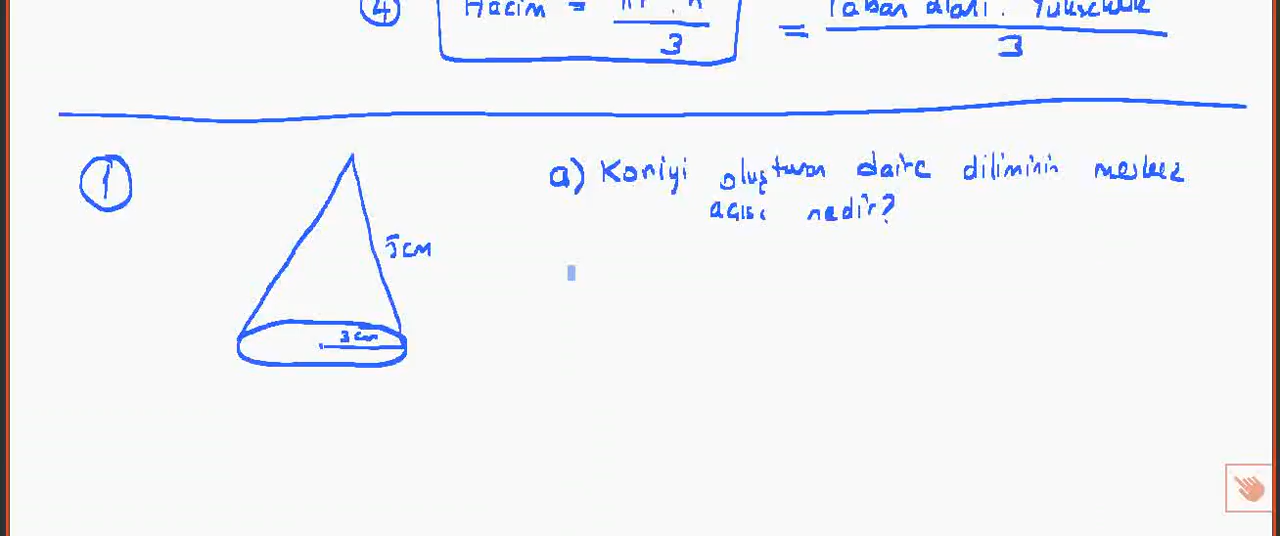 ④ Hacim = πr².h / 3 = Taban alanı. Yükseklik / 3
①
a) Koniyi oluşturan daire diliminin merkez
açısı nedir?
5cm
3cm